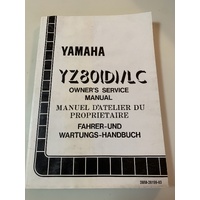 YAMAHA
YZ80(D)/LC
OWNER'S SERVICE
MANUAL
MANUEL D'ATELIER DU
PROPRIETAIRE
FAHRER-UND
WARTUNGS-HANDBUCH